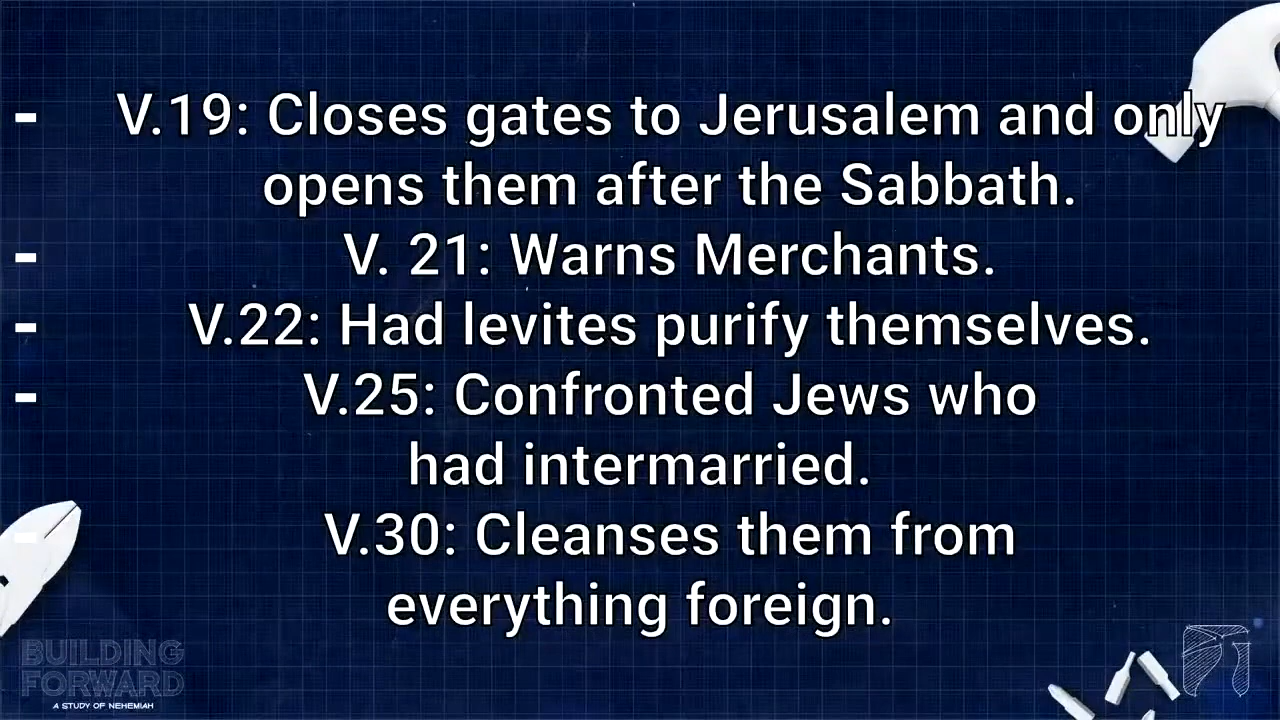 - V.19: Closes gates to Jerusalem and only
opens them after the Sabbath.
- V. 21: Warns Merchants.
- V.22: Had levites purify themselves.
- V.25: Confronted Jews who
had intermarried.
- V.30: Cleanses them from
everything foreign.
BUILDING
FORWARD
A STUDY OF NEHEMIAH